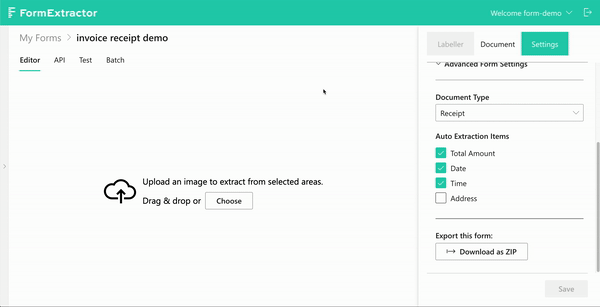 FormExtractor
Welcome form-demo
My Forms > invoice receipt demo
Editor API Test Batch
Upload an image to extract from selected areas.
Drag & drop or Choose
Labeller Document Settings
Advanced Form Settings
Document Type
Receipt
Auto Extraction Items
Total Amount
Date
Time
Address
Export this form:
Download as ZIP
Save